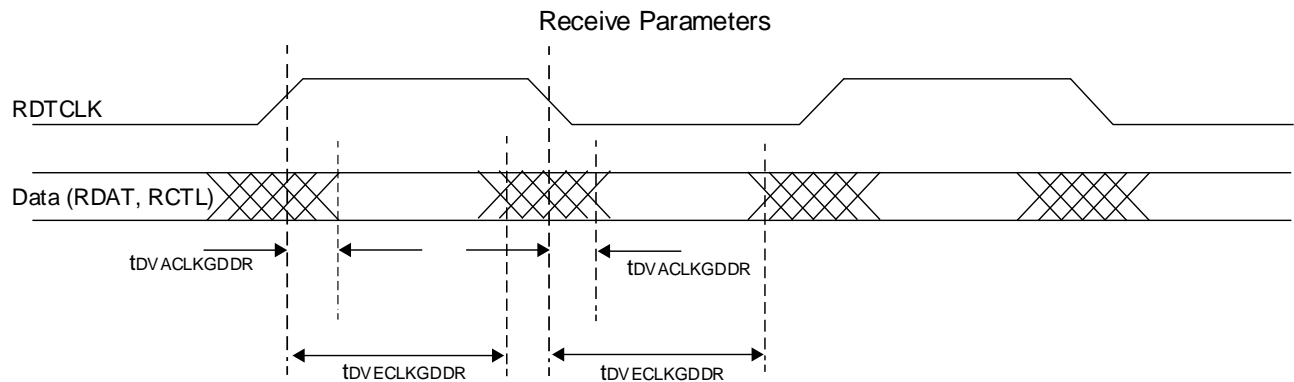 Receive Parameters
RDTCLK
Data (RDAT, RCTL)
tDVACLKGDDR
tDVACLKGDDR
tDVECLKGDDR
tDVECLKGDDR